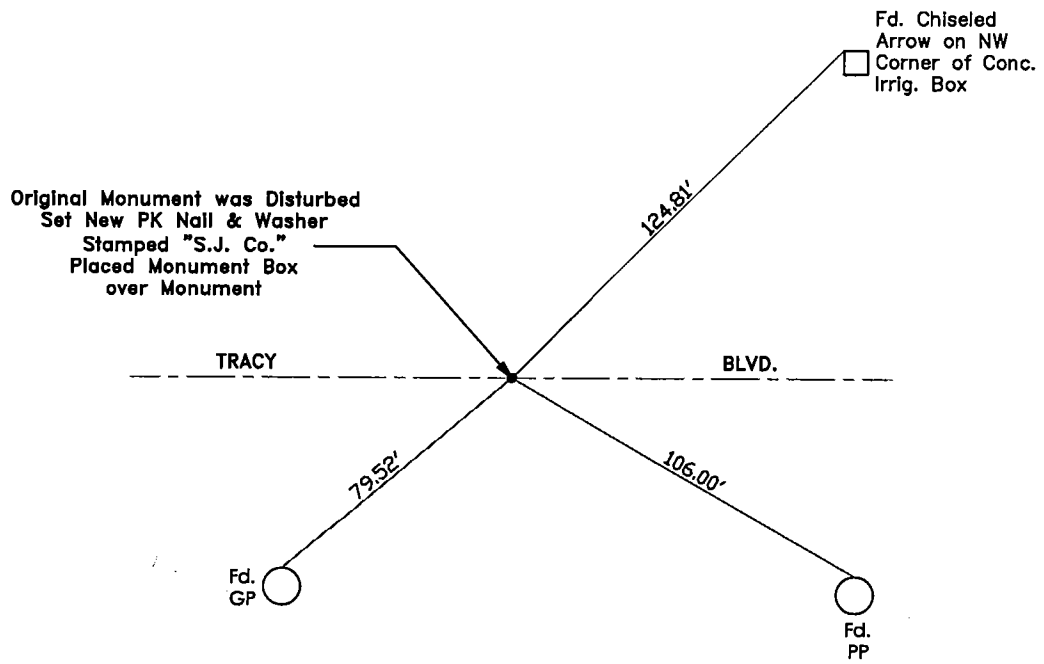 Fd. Chiseled
Arrow on NW
Corner of Conc.
Irrig. Box
124.81'
Original Monument was Disturbed
Set New PK Nail & Washer
Stamped "S.J. Co."
Placed Monument Box
over Monument
TRACY BLVD.
79.52'
106.00'
Fd.
GP
Fd.
PP